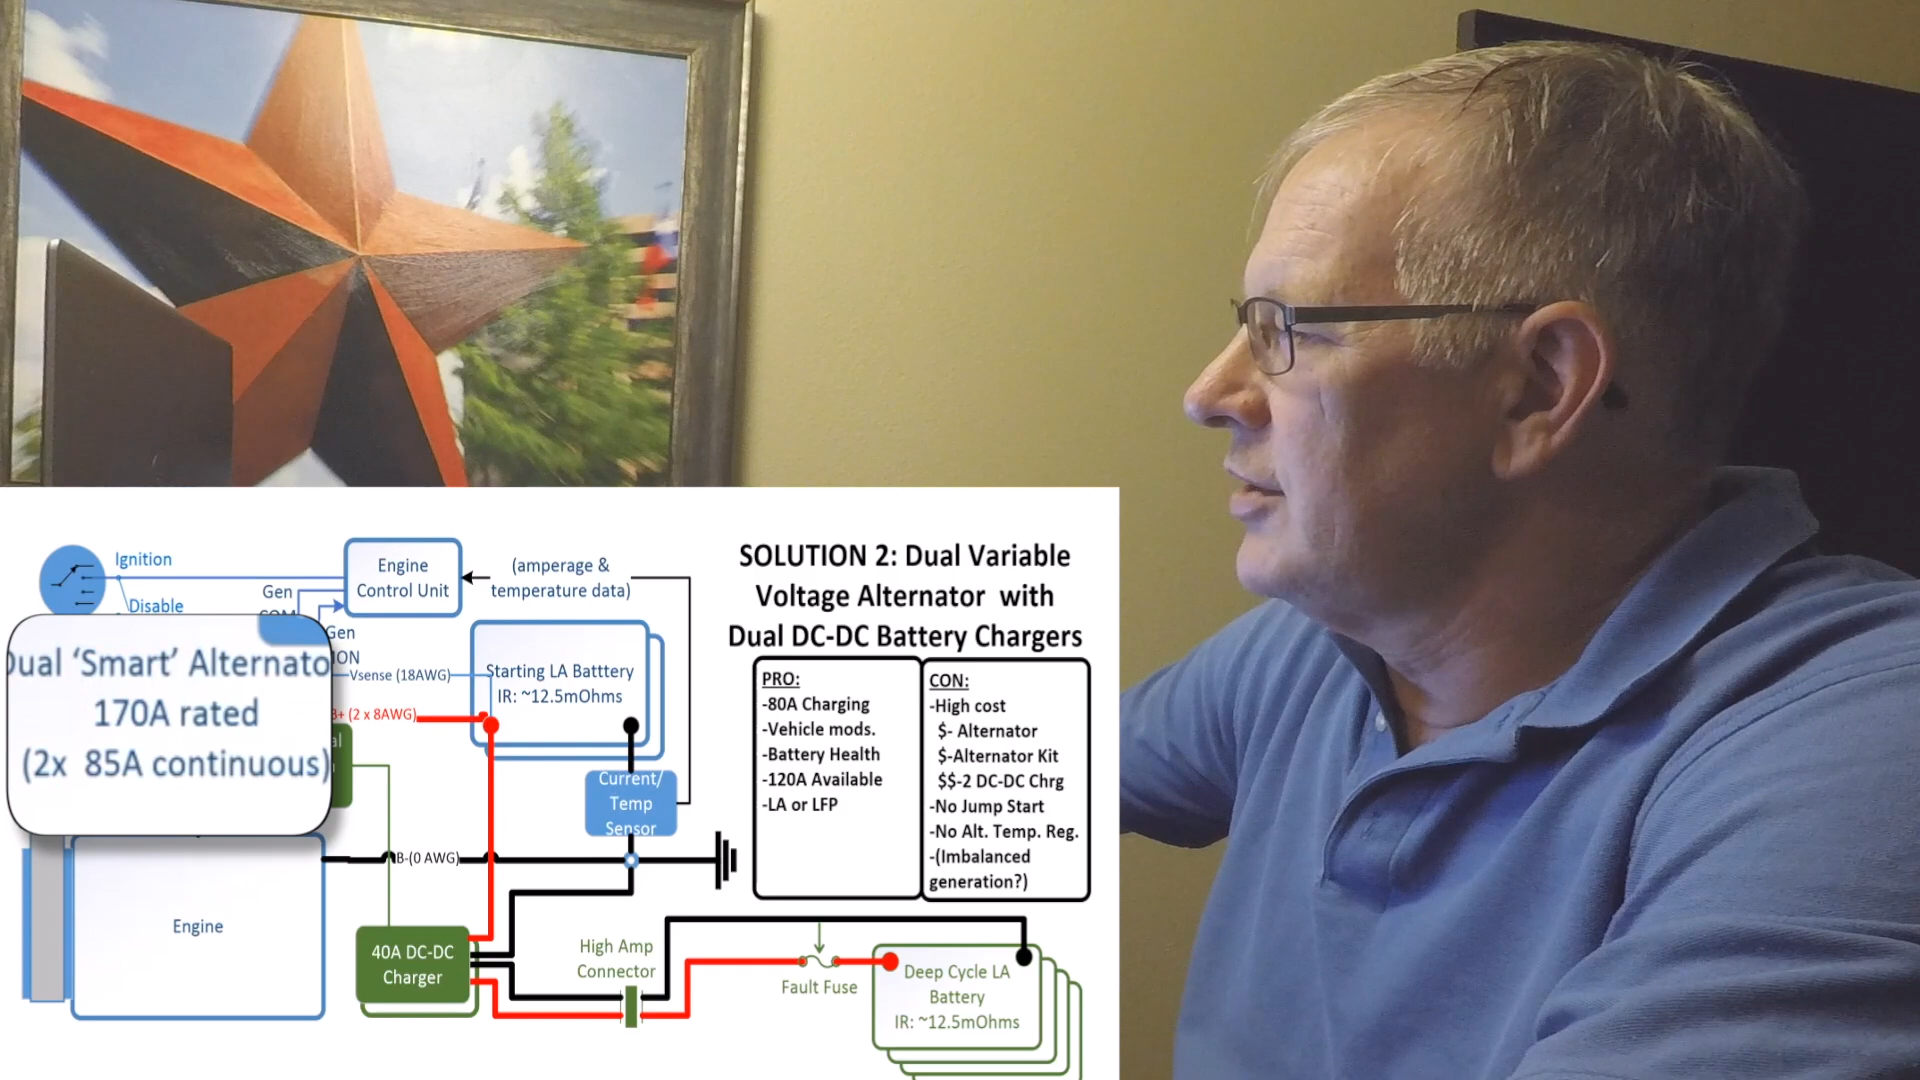 Ignition
Disable
Gen
Engine
Control Unit
(amperage &
temperature data)
SOLUTION 2: Dual Variable
Voltage Alternator with
Dual DC-DC Battery Chargers
Gen
Dual ‘Smart’ Alternato
170A rated
(2x 85A continuous)
Vsense (18AWG)
B+ (2 x 8AWG)
Starting LA Batttery
IR: ~12.5mOhms
Current/
Temp
Sensor
PRO:
-80A Charging
-Vehicle mods.
-Battery Health
-120A Available
-LA or LFP
CON:
-High cost
$- Alternator
$-Alternator Kit
$$-2 DC-DC Chrg
-No Jump Start
-No Alt. Temp. Reg.
-(Imbalanced
generation?)
B-(0 AWG)
Engine
40A DC-DC
Charger
High Amp
Connector
Fault Fuse
Deep Cycle LA
Battery
IR: ~12.5mOhms